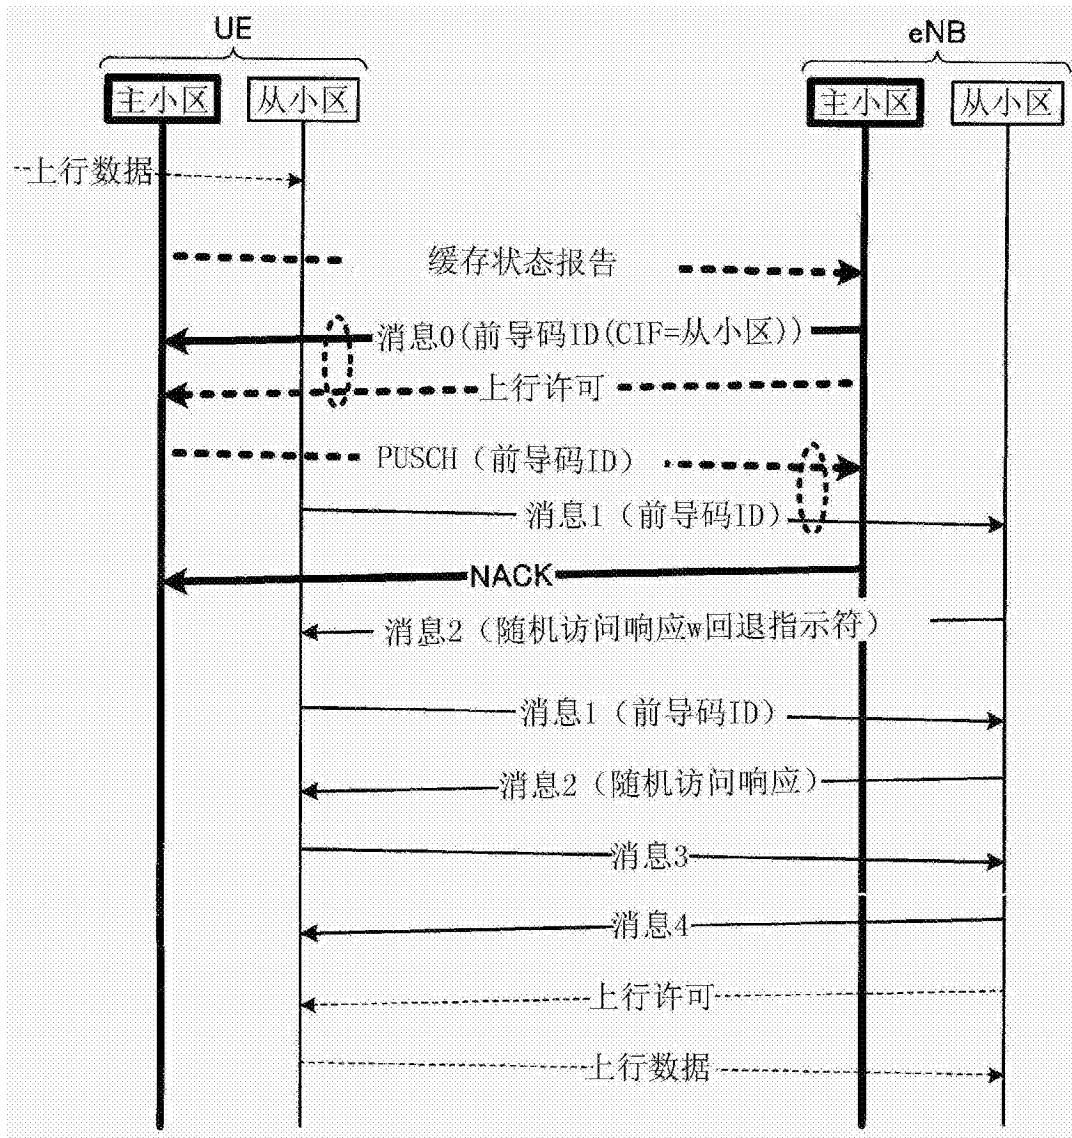 UE
eNB
主小区
从小区
主小区
从小区
上行数据
缓存状态报告
消息0(前导码ID(CIF=从小区))
上行许可
PUSCH（前导码ID）
消息1（前导码ID）
NACK
消息2（随机访问响应w回退指示符）
消息1（前导码ID）
消息2（随机访问响应）
消息3
消息4
上行许可
上行数据